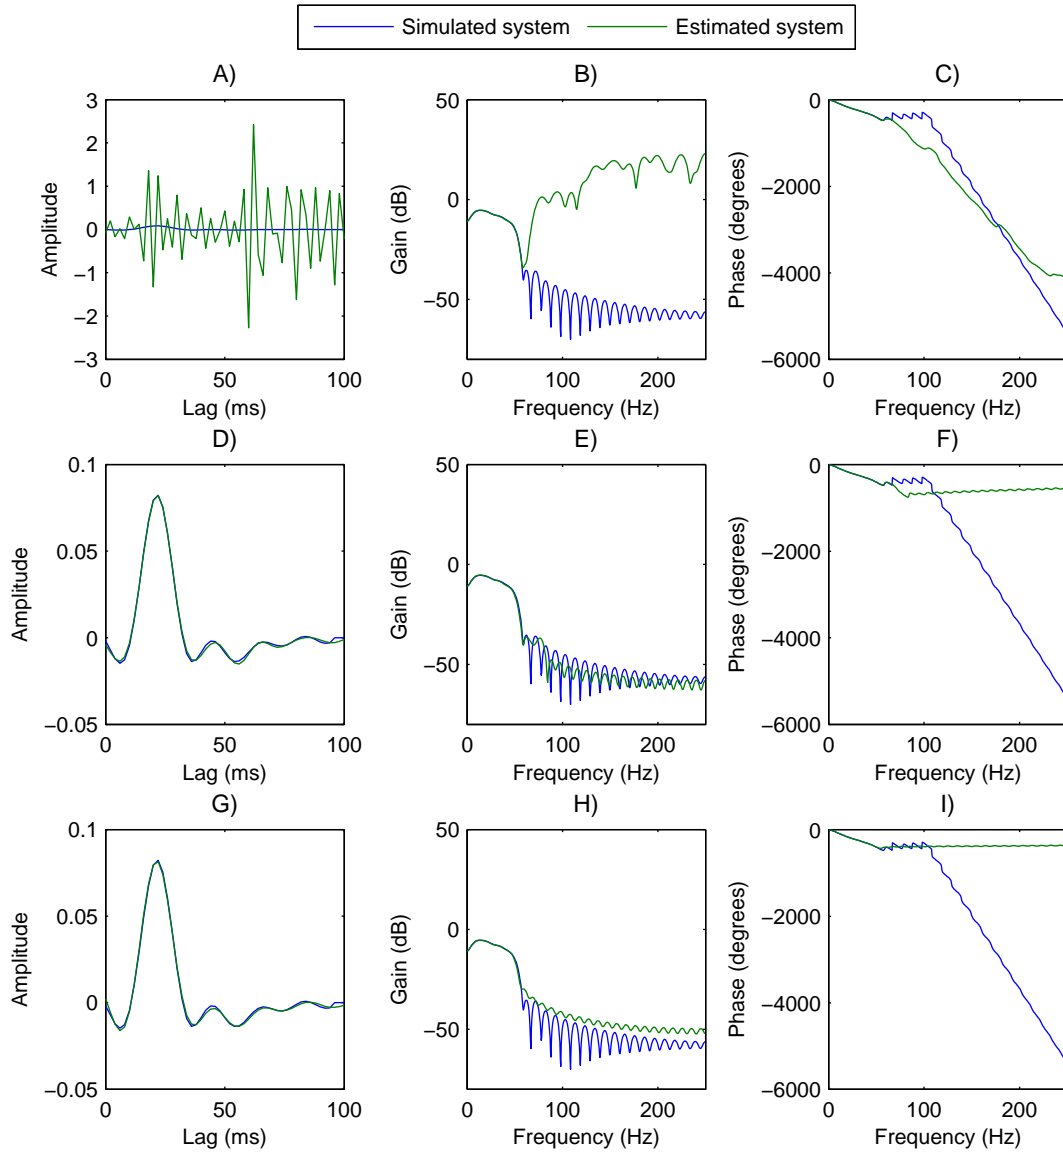 Simulated system Estimated system
A) B) C)
3
2
1
0
−1
−2
−3
Amplitude
0 50 100
Lag (ms)
50
0
−50
Gain (dB)
0 100 200
Frequency (Hz)
0
−2000
−4000
−6000
Phase (degrees)
0 100 200
Frequency (Hz)
D) E) F)
0.1
0.05
0
−0.05
Amplitude
0 50 100
Lag (ms)
50
0
−50
Gain (dB)
0 100 200
Frequency (Hz)
0
−2000
−4000
−6000
Phase (degrees)
0 100 200
Frequency (Hz)
G) H) I)
0.1
0.05
0
−0.05
Amplitude
0 50 100
Lag (ms)
50
0
−50
Gain (dB)
0 100 200
Frequency (Hz)
0
−2000
−4000
−6000
Phase (degrees)
0 100 200
Frequency (Hz)